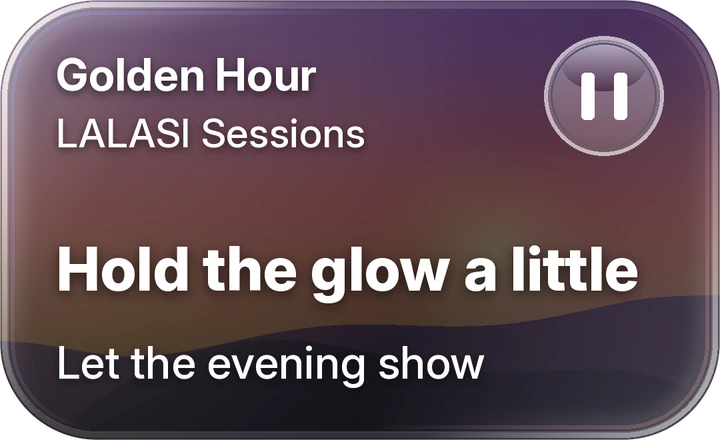 Golden Hour
LALASI Sessions
Hold the glow a little
Let the evening show